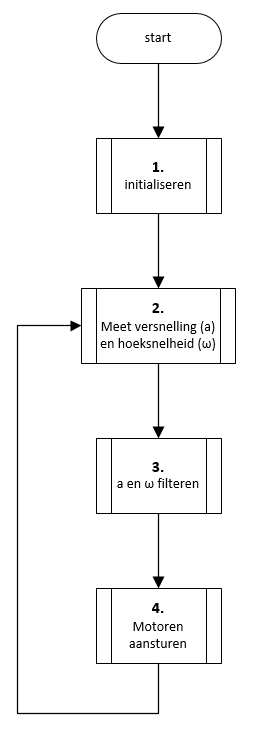 start
1.
initialiseren
2.
Meet versnelling (a)
en hoeksnelheid (ω)
3.
a en ω filteren
4.
Motoren
aansturen